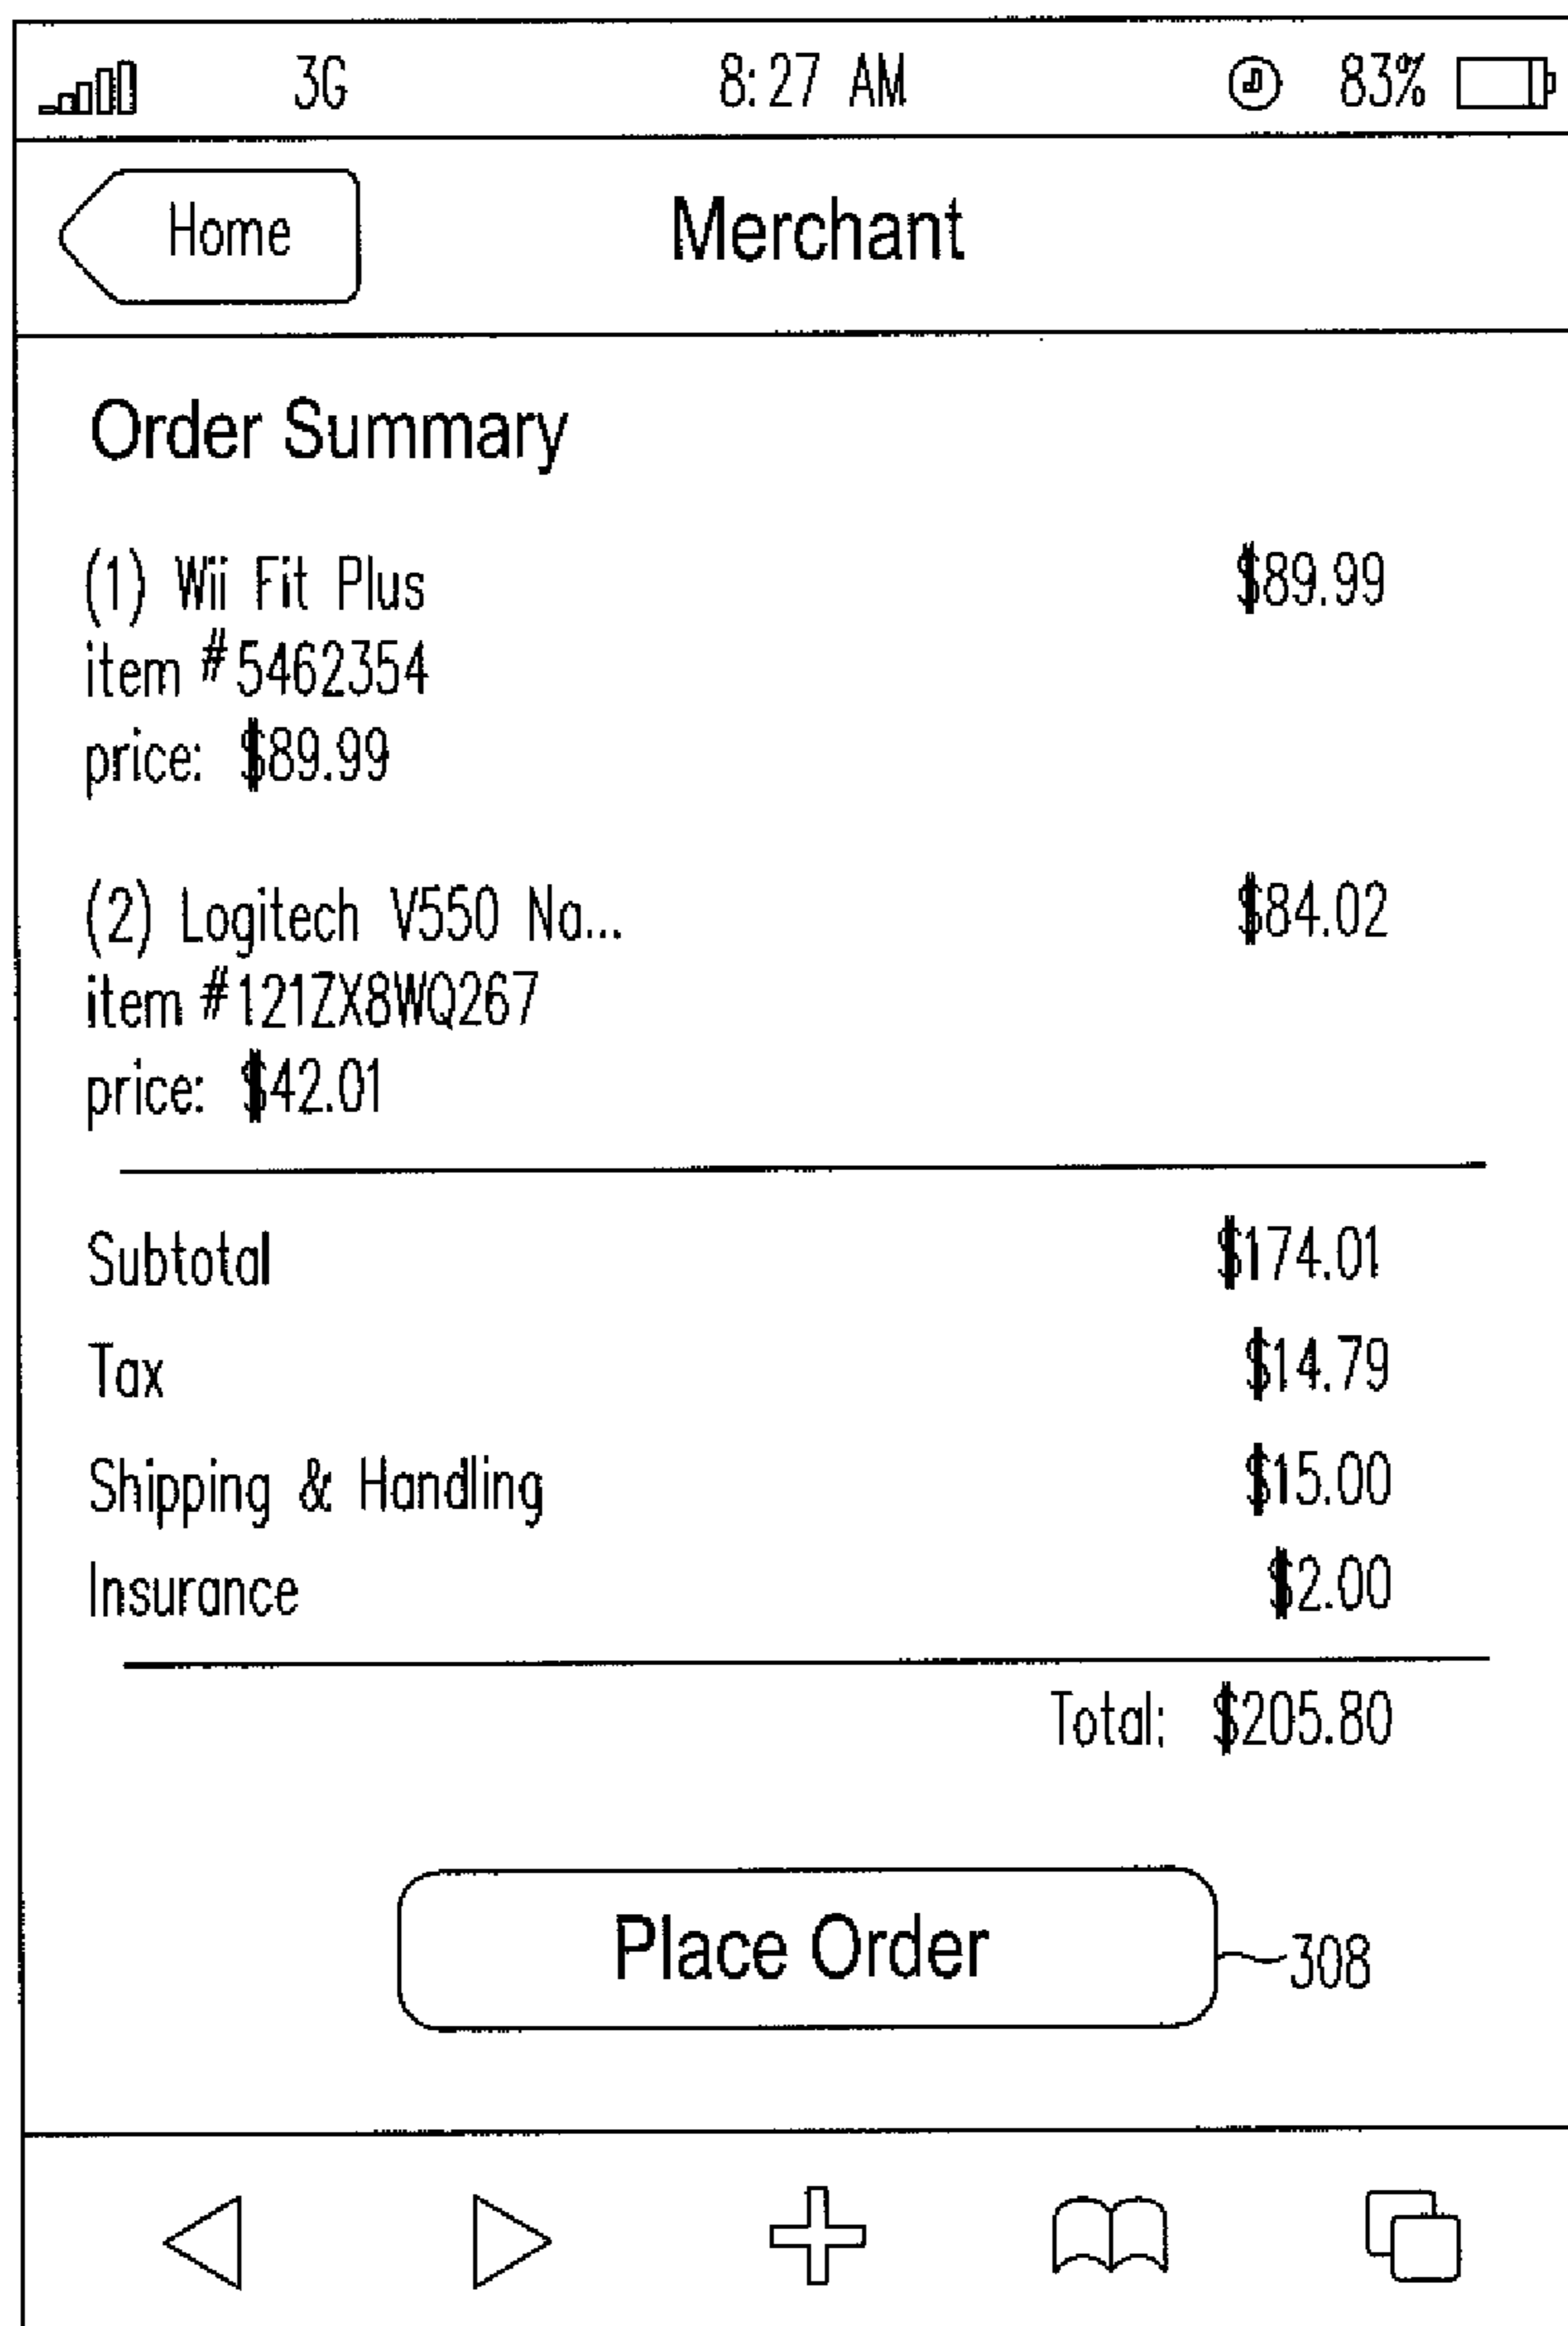 3G 8:27 AM 83%
Home Merchant
Order Summary
(1) Wii Fit Plus $89.99
item #5462354
price: $89.99
(2) Logitech V550 Na... $84.02
item #121ZX8WQ267
price: $42.01
Subtotal $174.01
Tax $14.79
Shipping & Handling $15.00
Insurance $2.00
Total: $205.80
Place Order 308